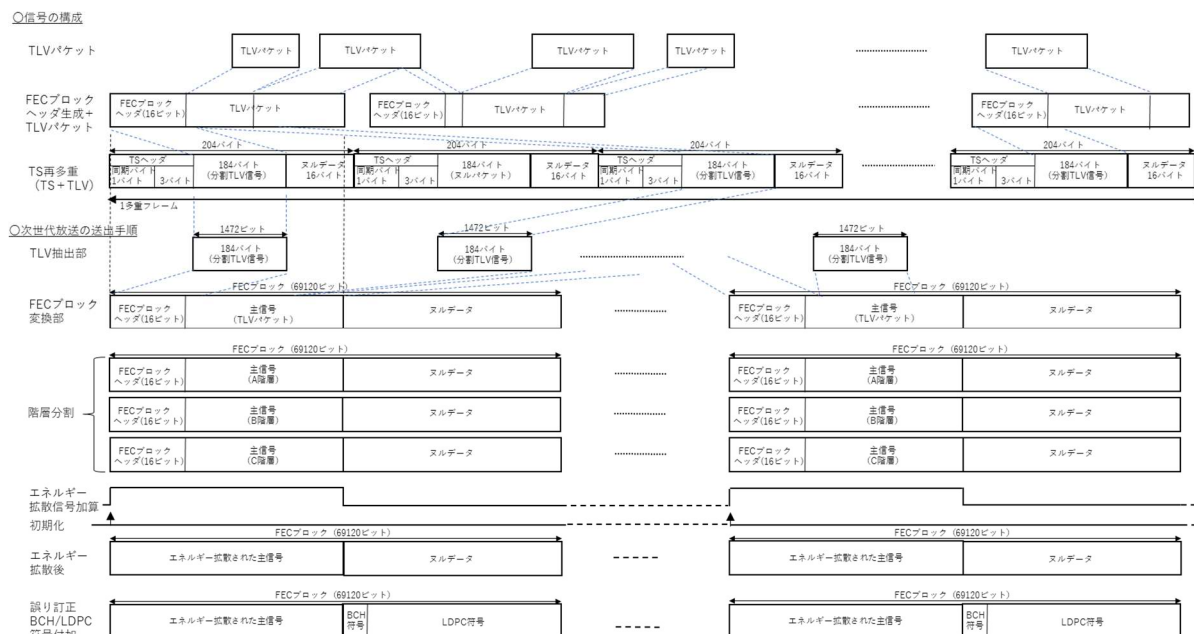 〇信号の構成
TLVパケット
TLVパケット TLVパケット TLVパケット TLVパケット TLVパケット
FECブロック
ヘッダ生成+
TLVパケット
FECブロック
ヘッダ(16ビット)
TLVパケット
FECブロック
ヘッダ(16ビット)
TLVパケット
FECブロック
ヘッダ(16ビット)
TLVパケット
204バイト 204バイト 204バイト 204バイト
TS再多重
(TS+TLV)
TSヘッダ
同期バイト
1バイト 3バイト
184バイト
(分割TLV信号)
ヌルデータ
16バイト
TSヘッダ
同期バイト
1バイト 3バイト
184バイト
(ヌルパケット)
ヌルデータ
16バイト
TSヘッダ
同期バイト
1バイト 3バイト
184バイト
(分割TLV信号)
ヌルデータ
16バイト
TSヘッダ
同期バイト
1バイト 3バイト
184バイト
(分割TLV信号)
ヌルデータ
16バイト
1多重フレーム
〇次世代放送の送出手順
1472ビット 1472ビット 1472ビット
TLV抽出部
184バイト
(分割TLV信号)
184バイト
(分割TLV信号)
184バイト
(分割TLV信号)
FECブロック(69120ビット) FECブロック(69120ビット)
FECブロック
変換部
FECブロック
ヘッダ(16ビット)
主信号
(TLVパケット)
ヌルデータ
FECブロック
ヘッダ(16ビット)
主信号
(TLVパケット)
ヌルデータ
FECブロック(69120ビット) FECブロック(69120ビット)
階層分割
FECブロック
ヘッダ(16ビット)
主信号
(A階層)
ヌルデータ
FECブロック
ヘッダ(16ビット)
主信号
(A階層)
ヌルデータ
FECブロック
ヘッダ(16ビット)
主信号
(B階層)
ヌルデータ
FECブロック
ヘッダ(16ビット)
主信号
(B階層)
ヌルデータ
FECブロック
ヘッダ(16ビット)
主信号
(C階層)
ヌルデータ
FECブロック
ヘッダ(16ビット)
主信号
(C階層)
ヌルデータ
エネルギー
拡散信号加算
初期化
FECブロック(69120ビット) FECブロック(69120ビット)
エネルギー
拡散後
エネルギー拡散された主信号 ヌルデータ
エネルギー拡散された主信号 ヌルデータ
FECブロック(69120ビット) FECブロック(69120ビット)
誤り訂正
BCH/LDPC
エネルギー拡散された主信号
BCH
符号
LDPC符号
エネルギー拡散された主信号
BCH
符号
LDPC符号